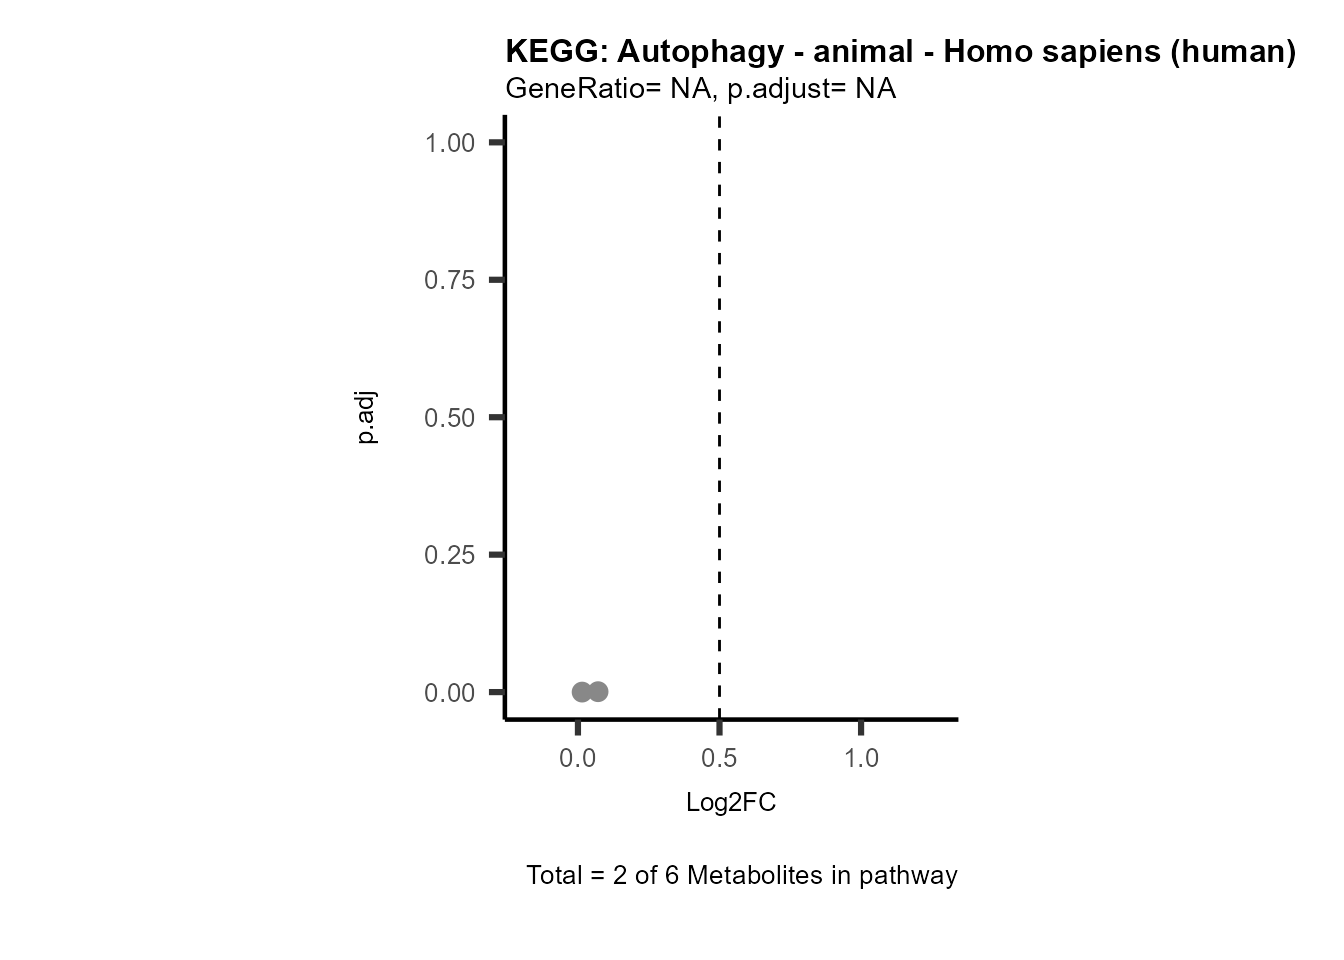 KEGG: Autophagy - animal - Homo sapiens (human)
GeneRatio= NA, p.adjust= NA
1.00
0.75
0.50
0.25
0.00
p.adj
0.0 0.5 1.0
Log2FC
Total = 2 of 6 Metabolites in pathway